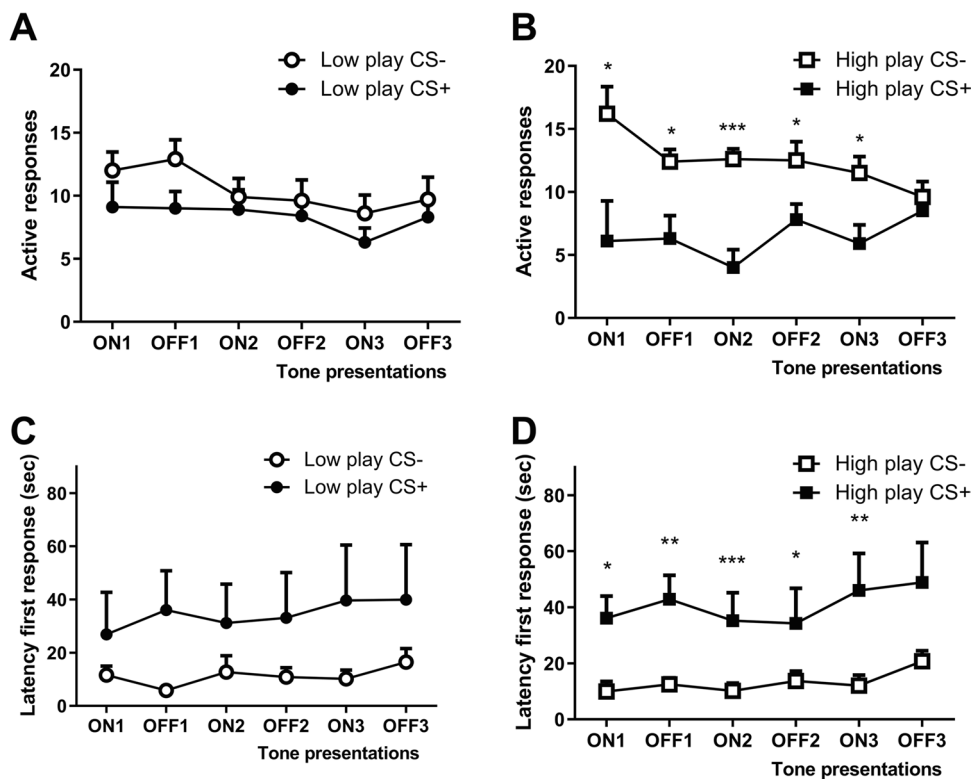 A
Low play CS-
Low play CS+
20
15
10
5
0
Active responses
ON1 OFF1 ON2 OFF2 ON3 OFF3
Tone presentations
B
High play CS-
High play CS+
20
15
10
5
0
Active responses
* * *** * *
ON1 OFF1 ON2 OFF2 ON3 OFF3
Tone presentations
C
Low play CS-
Low play CS+
80
60
40
20
0
Latency first response (sec)
ON1 OFF1 ON2 OFF2 ON3 OFF3
Tone presentations
D
High play CS-
High play CS+
80
60
40
20
0
Latency first response (sec)
* ** *** * **
ON1 OFF1 ON2 OFF2 ON3 OFF3
Tone presentations